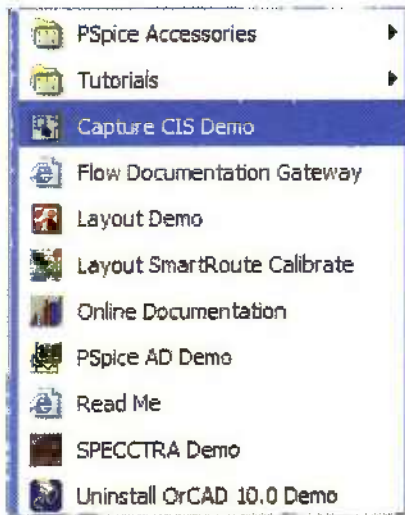 PSpice Accessories
Tutorials
Capture CIS Demo
Flow Documentation Gateway
Layout Demo
Layout SmartRoute Calibrate
Online Documentation
PSpice AD Demo
Read Me
SPECCTRA Demo
Uninstall OrCAD 10.0 Demo